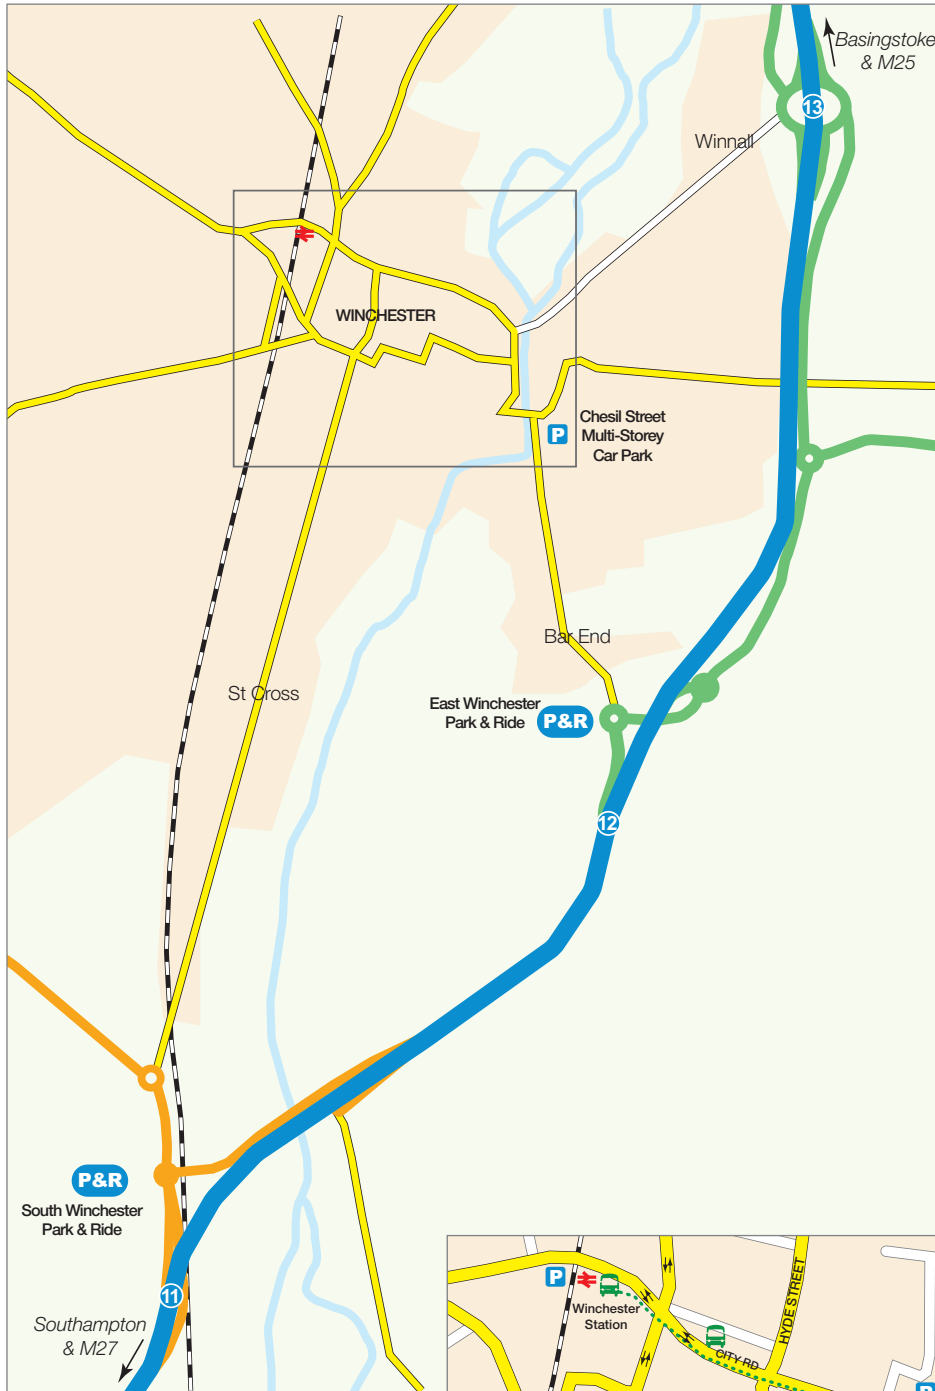 Basingstoke
& M25
13
Winnall
WINCHESTER
P
Chesil Street
Multi-Storey
Car Park
Bar End
St Cross
East Winchester
Park & Ride
P&R
12
P&R
South Winchester
Park & Ride
11
Southampton
& M27
P
Winchester
Station
HYDE STREET
CITY RD
P